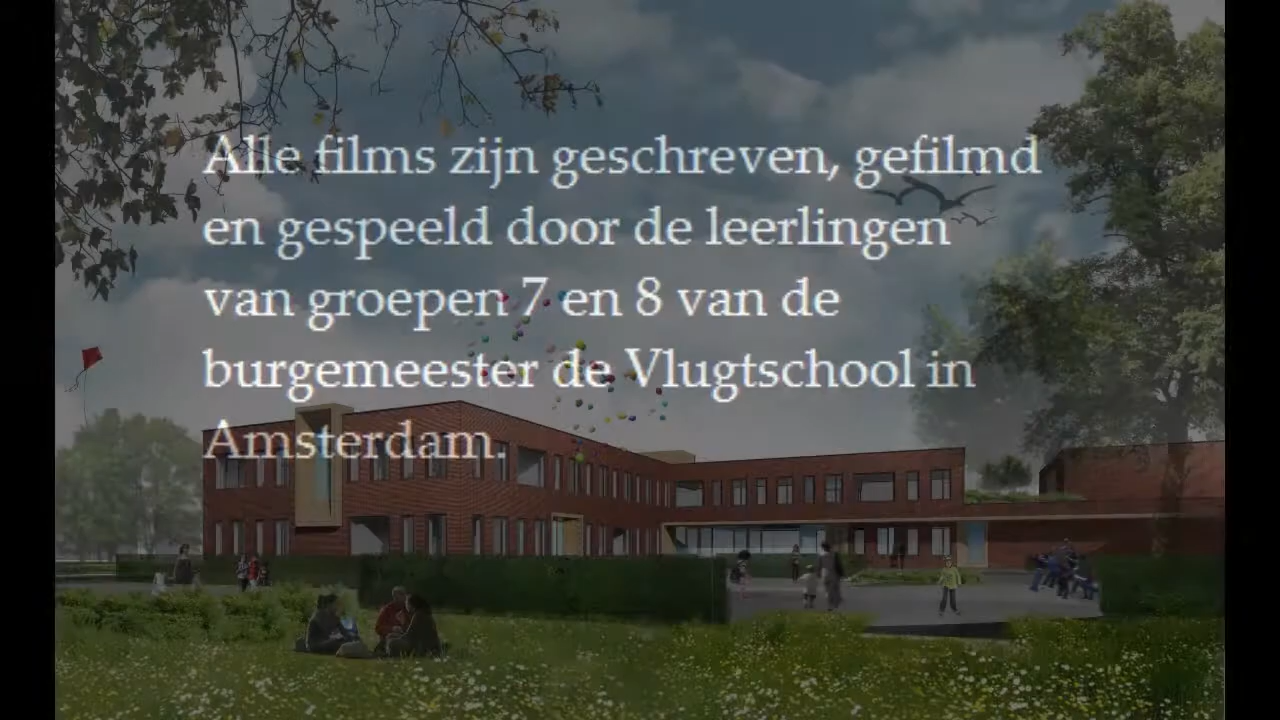 Alle films zijn geschreven, gefilmd
en gespeeld door de leerlingen
van groepen 7 en 8 van de
burgemeester de Vlugtschool in
Amsterdam.